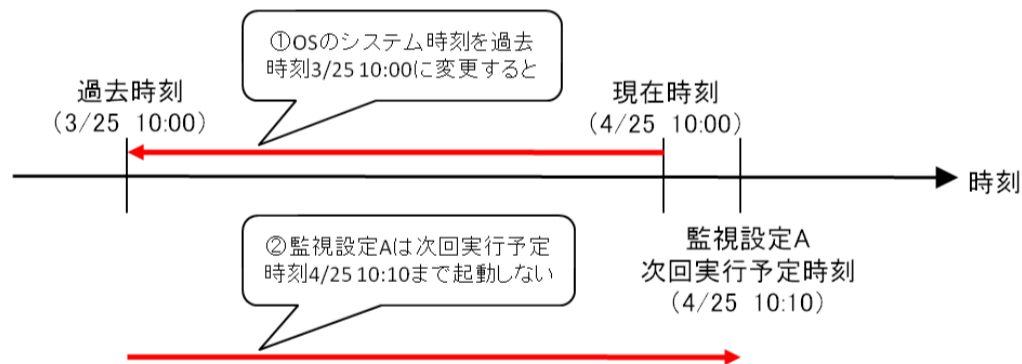 ①OSのシステム時刻を過去
時刻3/25 10:00に変更すると
過去時刻
(3/25 10:00)
現在時刻
(4/25 10:00)
時刻
②監視設定Aは次回実行予定
時刻4/25 10:10まで起動しない
監視設定A
次回実行予定時刻
(4/25 10:10)